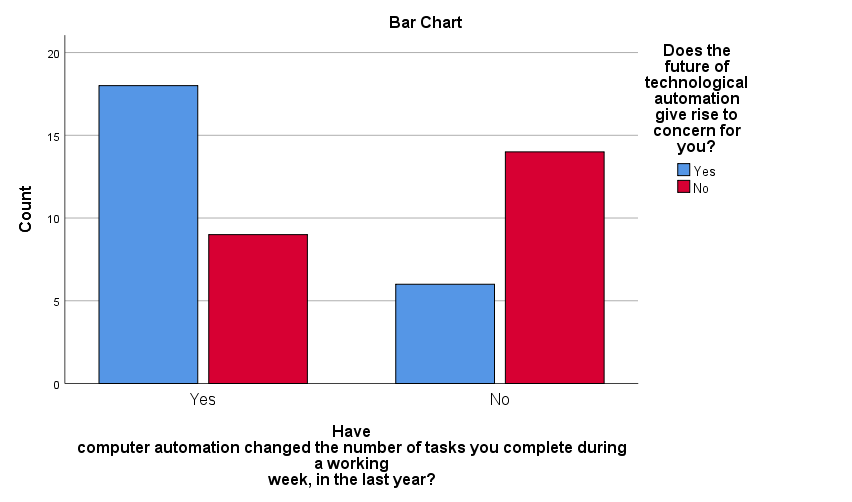 Bar Chart
Does the
future of
technological
automation
give rise to
concern for
you?
Yes
No
20
15
10
5
0
Count
Yes
No
Have
computer automation changed the number of tasks you complete during
a working
week, in the last year?